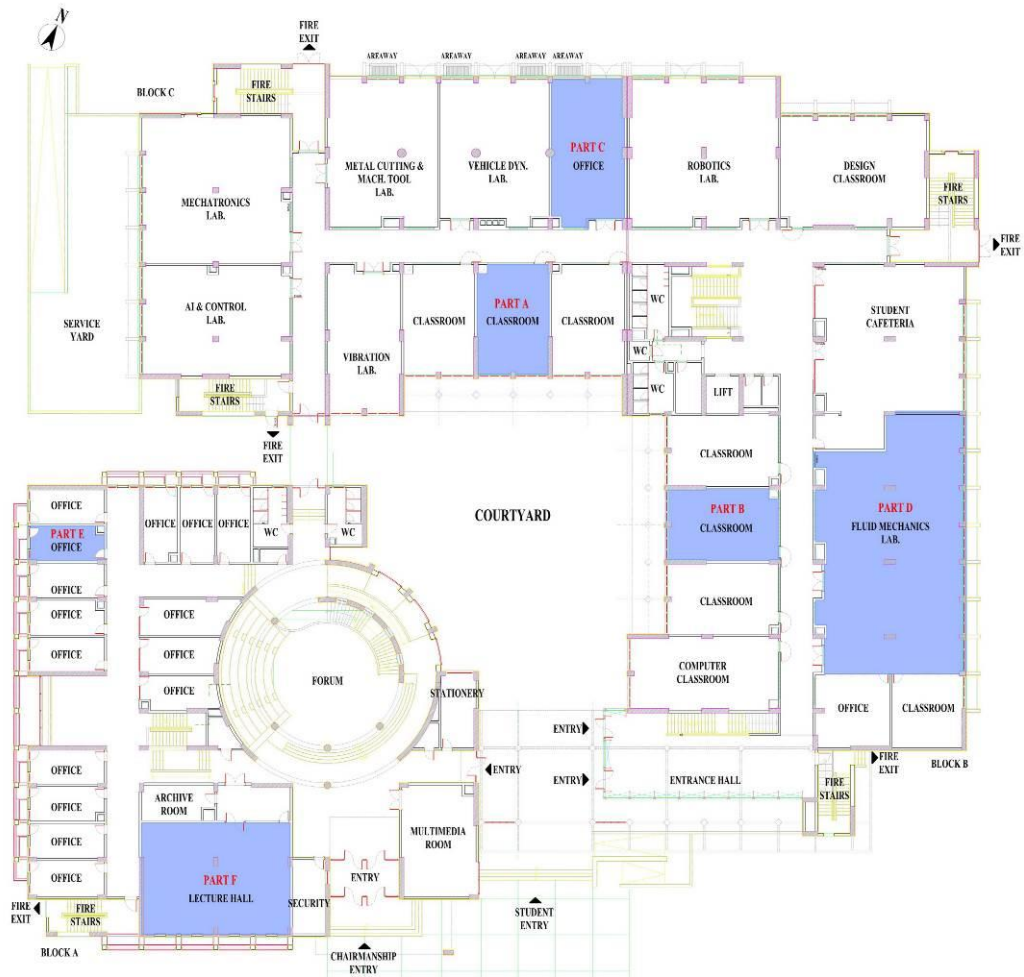 N
FIRE
EXIT
AREAWAY
AREAWAY
AREAWAY
AREAWAY
BLOCK C
FIRE
STAIRS
METAL CUTTING &
MACH. TOOL
LAB.
VEHICLE DYN.
LAB.
PART C
OFFICE
ROBOTICS
LAB.
DESIGN
CLASSROOM
FIRE
STAIRS
MECHATRONICS
LAB.
FIRE
EXIT
AI & CONTROL
LAB.
SERVICE
YARD
VIBRATION
LAB.
CLASSROOM
PART A
CLASSROOM
CLASSROOM
WC
WC
WC
LIFT
STUDENT
CAFETERIA
FIRE
STAIRS
FIRE
EXIT
CLASSROOM
COURTYARD
PART B
CLASSROOM
PART D
FLUID MECHANICS
LAB.
CLASSROOM
COMPUTER
CLASSROOM
OFFICE
PART E
OFFICE
OFFICE
OFFICE
OFFICE
OFFICE
OFFICE
OFFICE
WC
WC
OFFICE
OFFICE
OFFICE
FORUM
STATIONERY
OFFICE
CLASSROOM
ENTRY
ENTRY
ENTRY
ENTRANCE HALL
FIRE
EXIT
BLOCK B
FIRE
STAIRS
OFFICE
OFFICE
OFFICE
OFFICE
ARCHIVE
ROOM
MULTIMEDIA
ROOM
PART F
LECTURE HALL
SECURITY
ENTRY
FIRE
EXIT
FIRE
STAIRS
BLOCK A
CHAIRMANSHIP
ENTRY
STUDENT
ENTRY